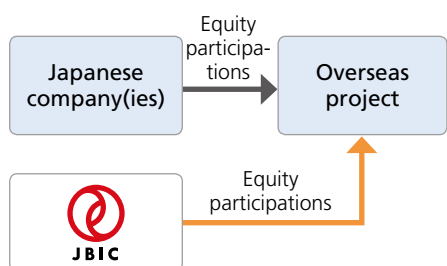 Equity
participa-
tions
Japanese
company(ies)
Overseas
project
Equity
participations
JBIC